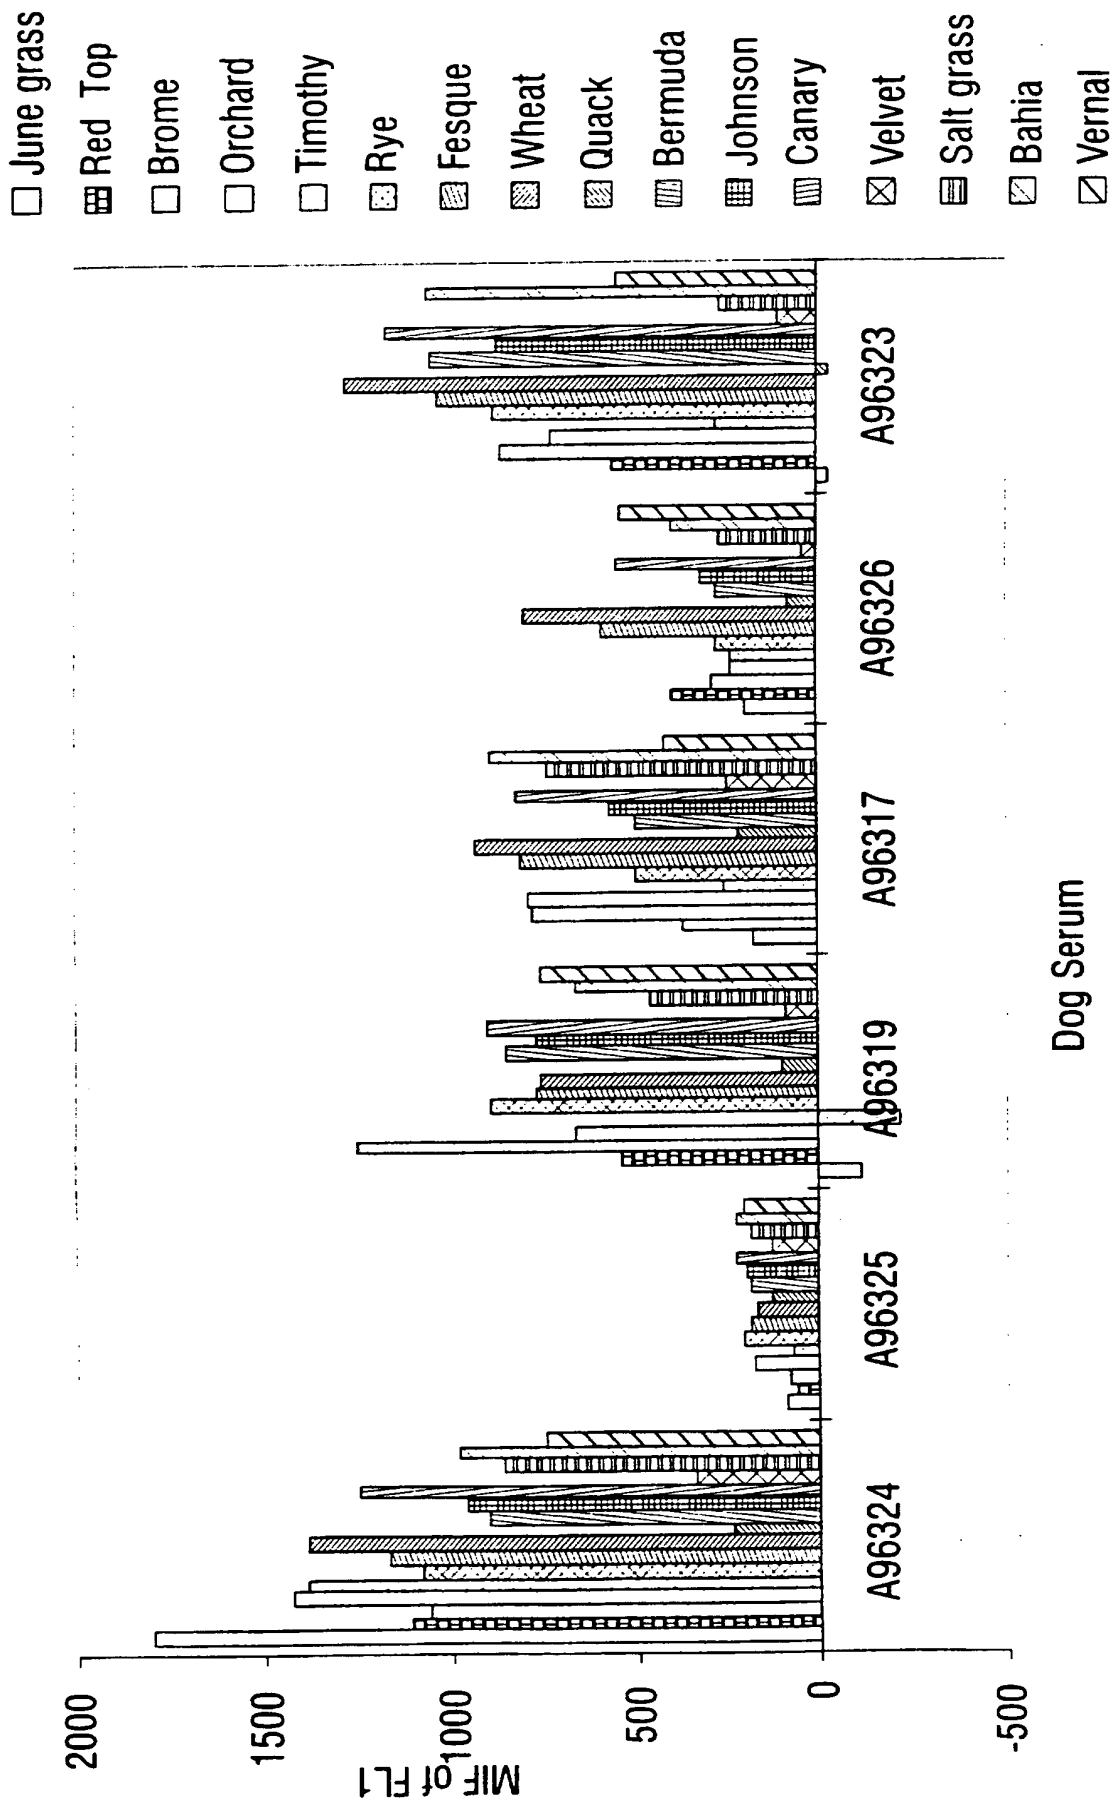 June grass
Red Top
Brome
Orchard
Timothy
Rye
Fesque
Wheat
Quack
Bermuda
Johnson
Canary
Velvet
Salt grass
Bahia
Vernal
MIF of FL1
2000
1500
1000
500
0
-500
A96324
A96325
A96319
A96317
A96326
A96323
Dog Serum